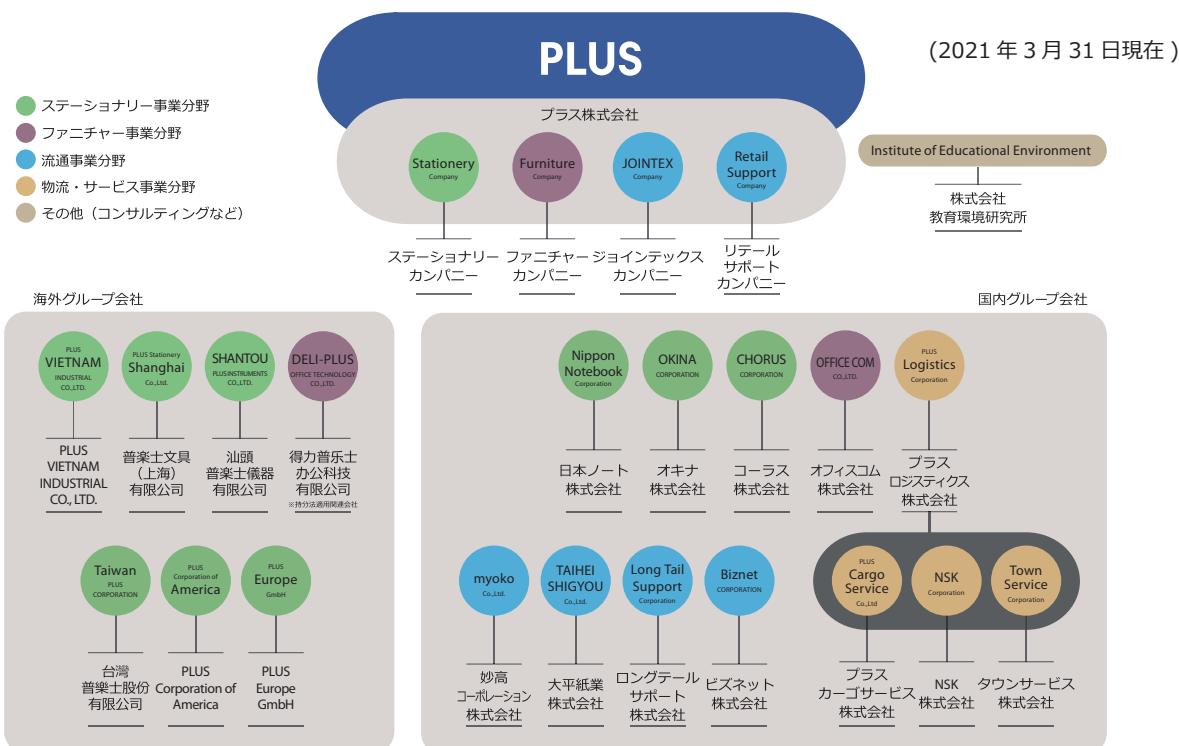 PLUS
(2021 年 3 月 31 日現在 )
ステーショナリー事業分野
ファニチャー事業分野
流通事業分野
物流・サービス事業分野
その他（コンサルティングなど）
プラス株式会社
Stationery
Company
Furniture
Company
JOINTEX
Company
Retail
Support
Company
Institute of Educational Environment
株式会社
教育環境研究所
ステーショナリー
カンパニー
ファニチャー
カンパニー
ジョインテックス
カンパニー
リテール
サポート
カンパニー
海外グループ会社
PLUS
VIETNAM
INDUSTRIAL
CO.,LTD.
PLUS Stationery
Shanghai
Co.,Ltd.
SHANTOU
PLUS INSTRUMENTS
CO.,LTD.
DELI-PLUS
OFFICE TECHNOLOGY
CO.,LTD.
PLUS
VIETNAM
INDUSTRIAL
CO., LTD.
普楽士文具
（上海）
有限公司
汕頭
普楽士儀器
有限公司
得力普乐士
办公科技
有限公司
※持分法適用関連会社
Taiwan
PLUS
CORPORATION
PLUS
Corporation of
America
PLUS
Europe
GmbH
台灣
普樂士股份
有限公司
PLUS
Corporation of
America
PLUS
Europe
GmbH
国内グループ会社
Nippon
Notebook
Corporation
OKINA
CORPORATION
CHORUS
CORPORATION
OFFICE COM
CO.,LTD.
PLUS
Logistics
Corporation
日本ノート
株式会社
オキナ
株式会社
コーラス
株式会社
オフィスコム
株式会社
プラス
ロジスティクス
株式会社
myoko
Co.,Ltd.
TAIHEI
SHIGYOU
Co.,Ltd.
Long Tail
Support
Corporation
Biznet
CORPORATION
PLUS
Cargo
Service
Co.,Ltd
NSK
Corporation
Town
Service
Corporation
妙高
コーポレーション
株式会社
大平紙業
株式会社
ロングテール
サポート
株式会社
ビズネット
株式会社
プラス
カーゴサービス
株式会社
NSK
株式会社
タウンサービス
株式会社